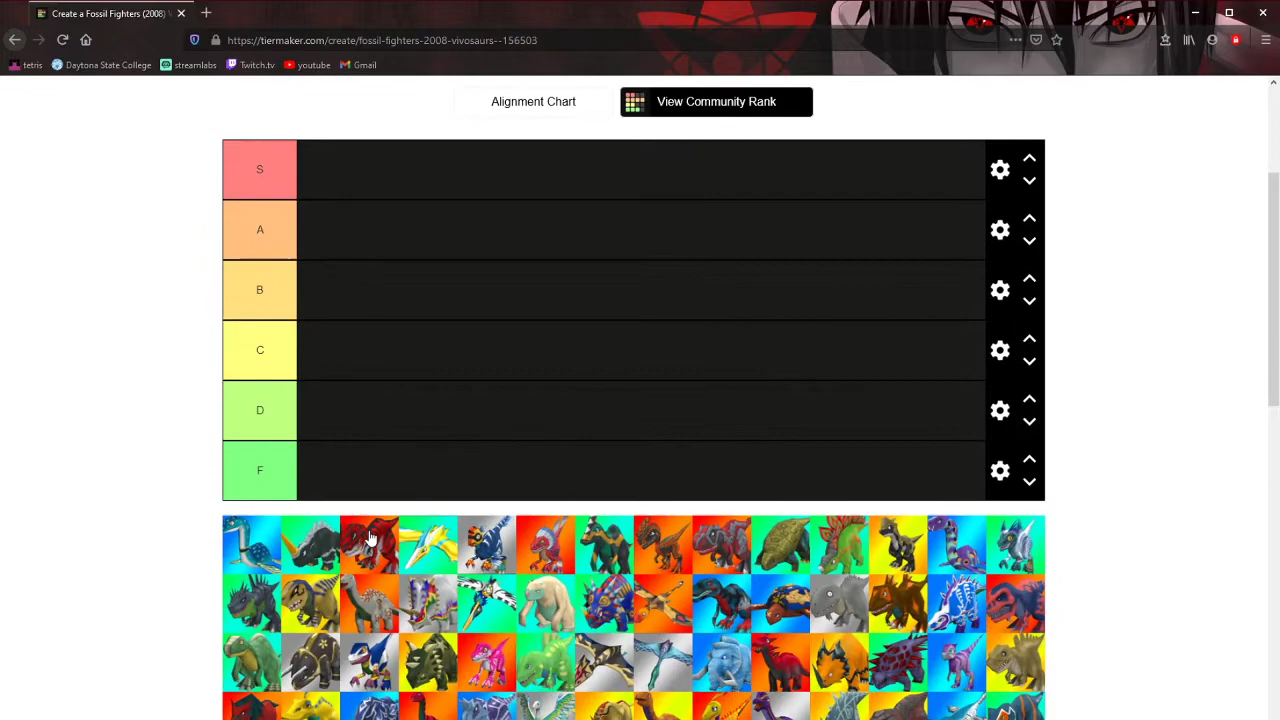 Create a Fossil Fighters (2008)
https://tiermaker.com/create/fossil-fighters-2008-vivosaurs--156503
tetris
Daytona State College
streamlabs
Twitch.tv
youtube
Gmail
Alignment Chart
View Community Rank
S
A
B
C
D
F